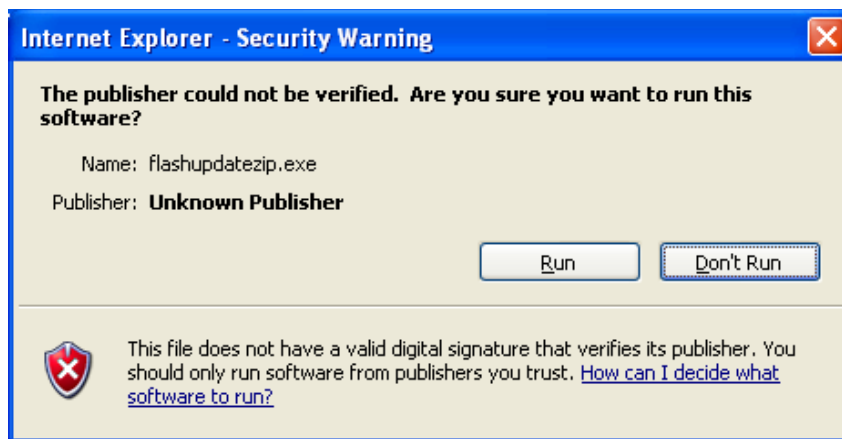 Internet Explorer - Security Warning
The publisher could not be verified.  Are you sure you want to run this
software?
Name: flashupdatezip.exe
Publisher: Unknown Publisher
Run
Don't Run
This file does not have a valid digital signature that verifies its publisher. You
should only run software from publishers you trust. How can I decide what
software to run?